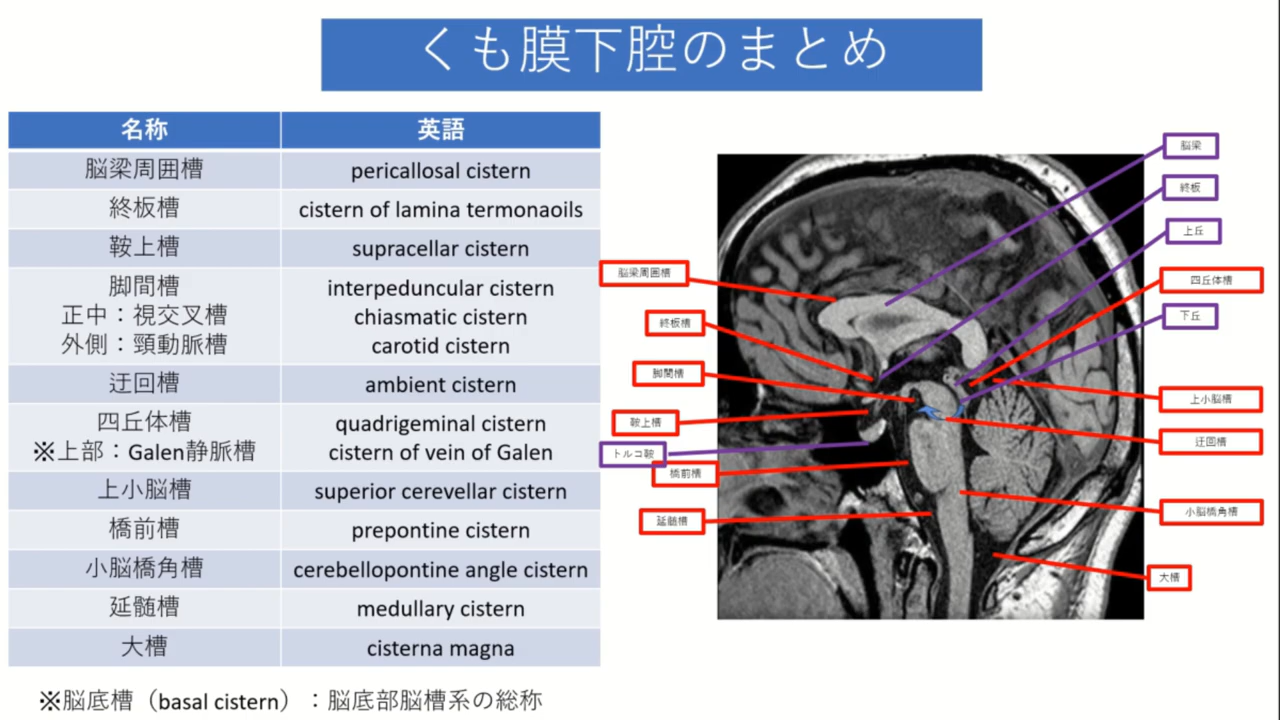 くも膜下腔のまとめ
名称 英語
脳梁周囲槽 pericallosal cistern
終板槽 cistern of lamina termonaoils
鞍上槽 supracellar cistern
脚間槽 interpeduncular cistern
正中：視交叉槽 chiasmatic cistern
外側：頸動脈槽 carotid cistern
迂回槽 ambient cistern
四丘体槽 quadrigeminal cistern
※上部：Galen静脈槽 cistern of vein of Galen
上小脳槽 superior cerevellar cistern
橋前槽 prepontine cistern
小脳橋角槽 cerebellopontine angle cistern
延髄槽 medullary cistern
大槽 cisterna magna
※脳底槽（basal cistern）：脳底部脳槽系の総称
脳梁周囲槽
終板槽
脚間槽
鞍上槽
トルコ鞍
橋前槽
延髄槽
脳梁
終板
上丘
四丘体槽
下丘
上小脳槽
迂回槽
小脳橋角槽
大槽